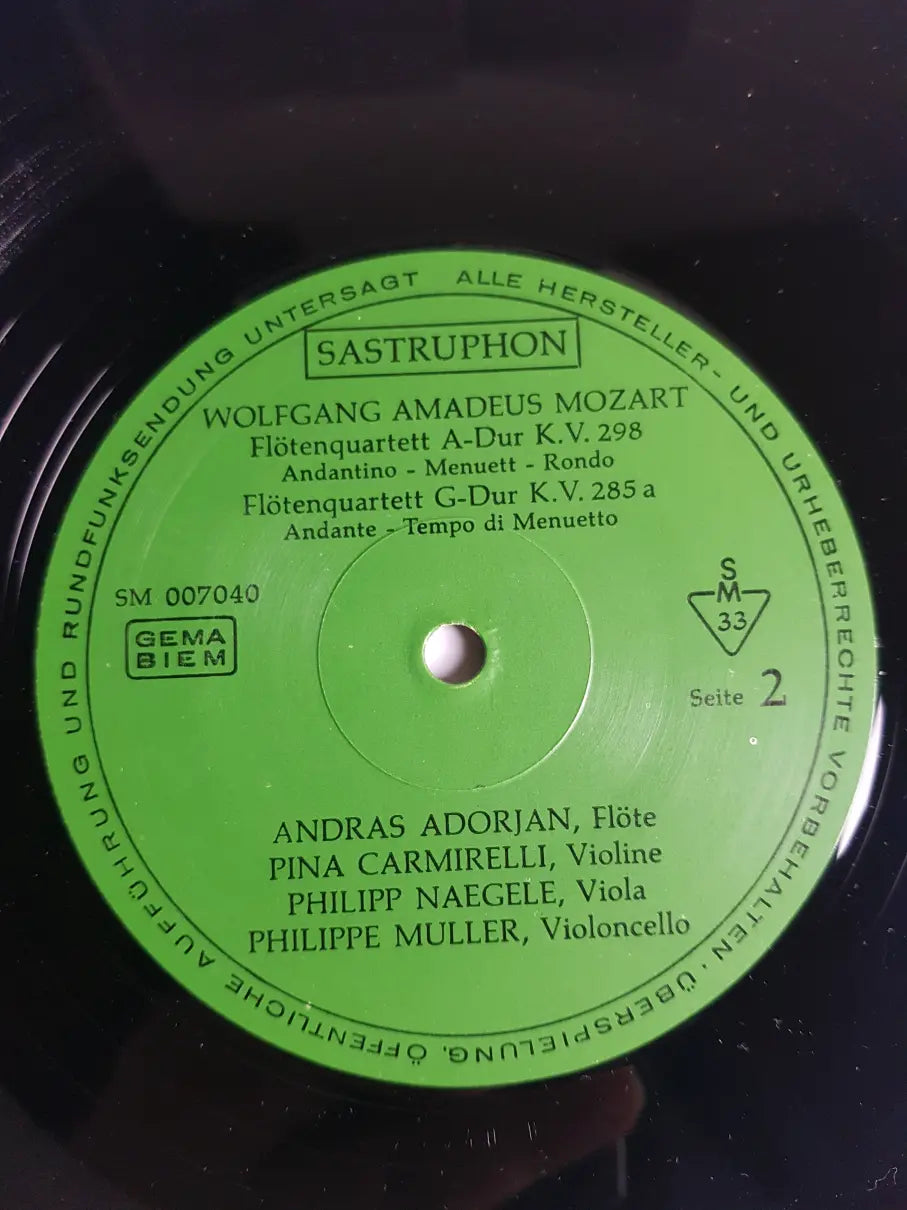 ALLE HERSTELLER- UND URHEBERRECHTE VORBEHALTEN · ÜBERSPIELUNG, ÖFFENTLICHE AUFFÜHRUNG UND RUNDFUNKSENDUNG UNTERSAGT
SASTRUPHON
WOLFGANG AMADEUS MOZART
Flötenquartett A-Dur K.V. 298
Andantino - Menuett - Rondo
Flötenquartett G-Dur K.V. 285 a
Andante - Tempo di Menuetto
SM 007040
GEMA
BIEM
S
M
33
Seite 2
ANDRAS ADORJAN, Flöte
PINA CARMIRELLI, Violine
PHILIPP NAEGELE, Viola
PHILIPPE MULLER, Violoncello